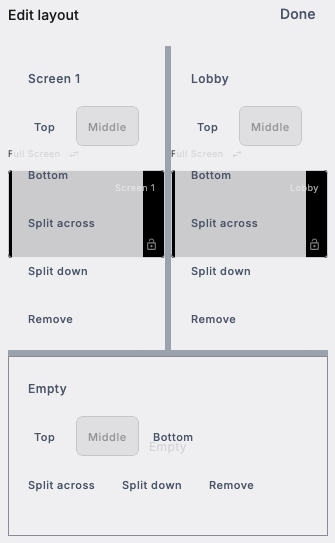 Edit layout Done
Screen 1 Lobby
Top Middle Top Middle
Full Screen Full Screen
Bottom Bottom
Screen 1 Lobby
Split across Split across
Split down Split down
Remove Remove
Empty
Top Middle Bottom
Empty
Split across Split down Remove